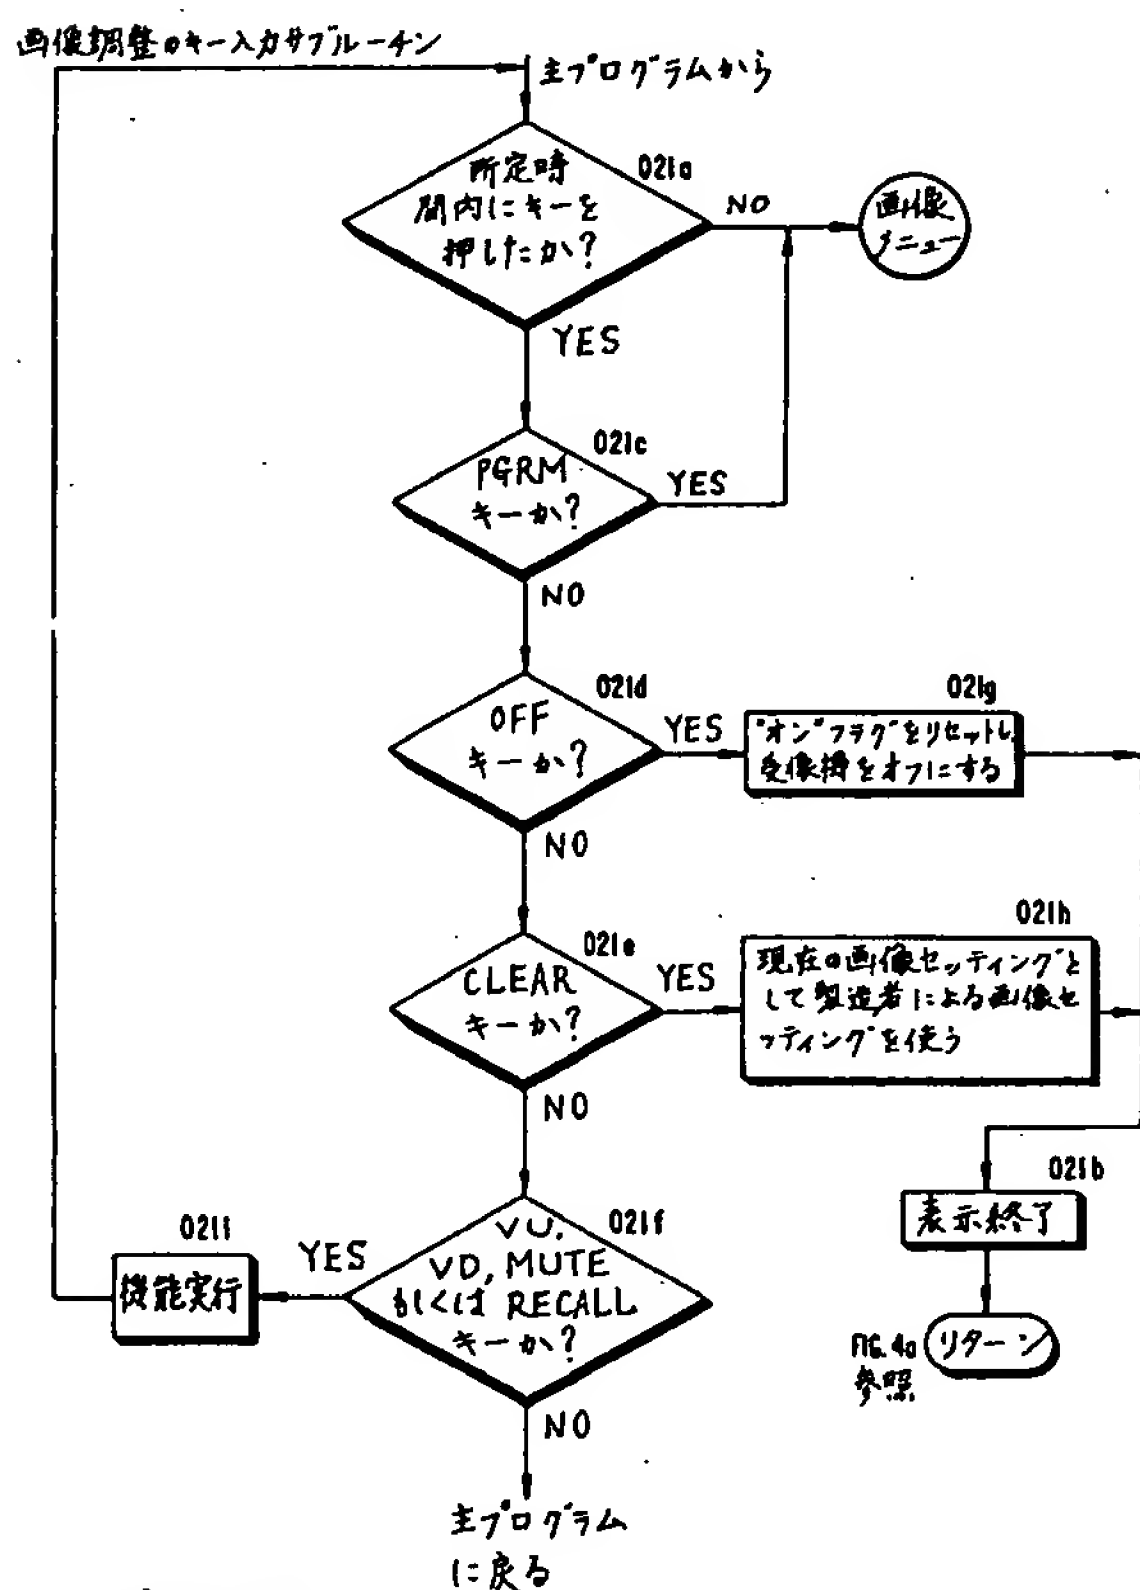 画像調整のキー入力サブルーチン
主プログラムから
所定時
間内にキーを
押したか?
021a
NO
画像
メニュー
YES
021c
PGRM
キーか?
YES
NO
021d
OFF
キーか?
YES
021g
"オン"フラグをリセットし
受像機をオフにする
NO
021e
CLEAR
キーか?
YES
021h
現在の画像セッティングと
して製造者による画像セ
ッティングを使う
NO
021b
表示終了
021f
VU,
VD, MUTE
もしくは RECALL
キーか?
YES
021i
機能実行
FIG. 4a
参照
リターン
NO
主プログラム
に戻る